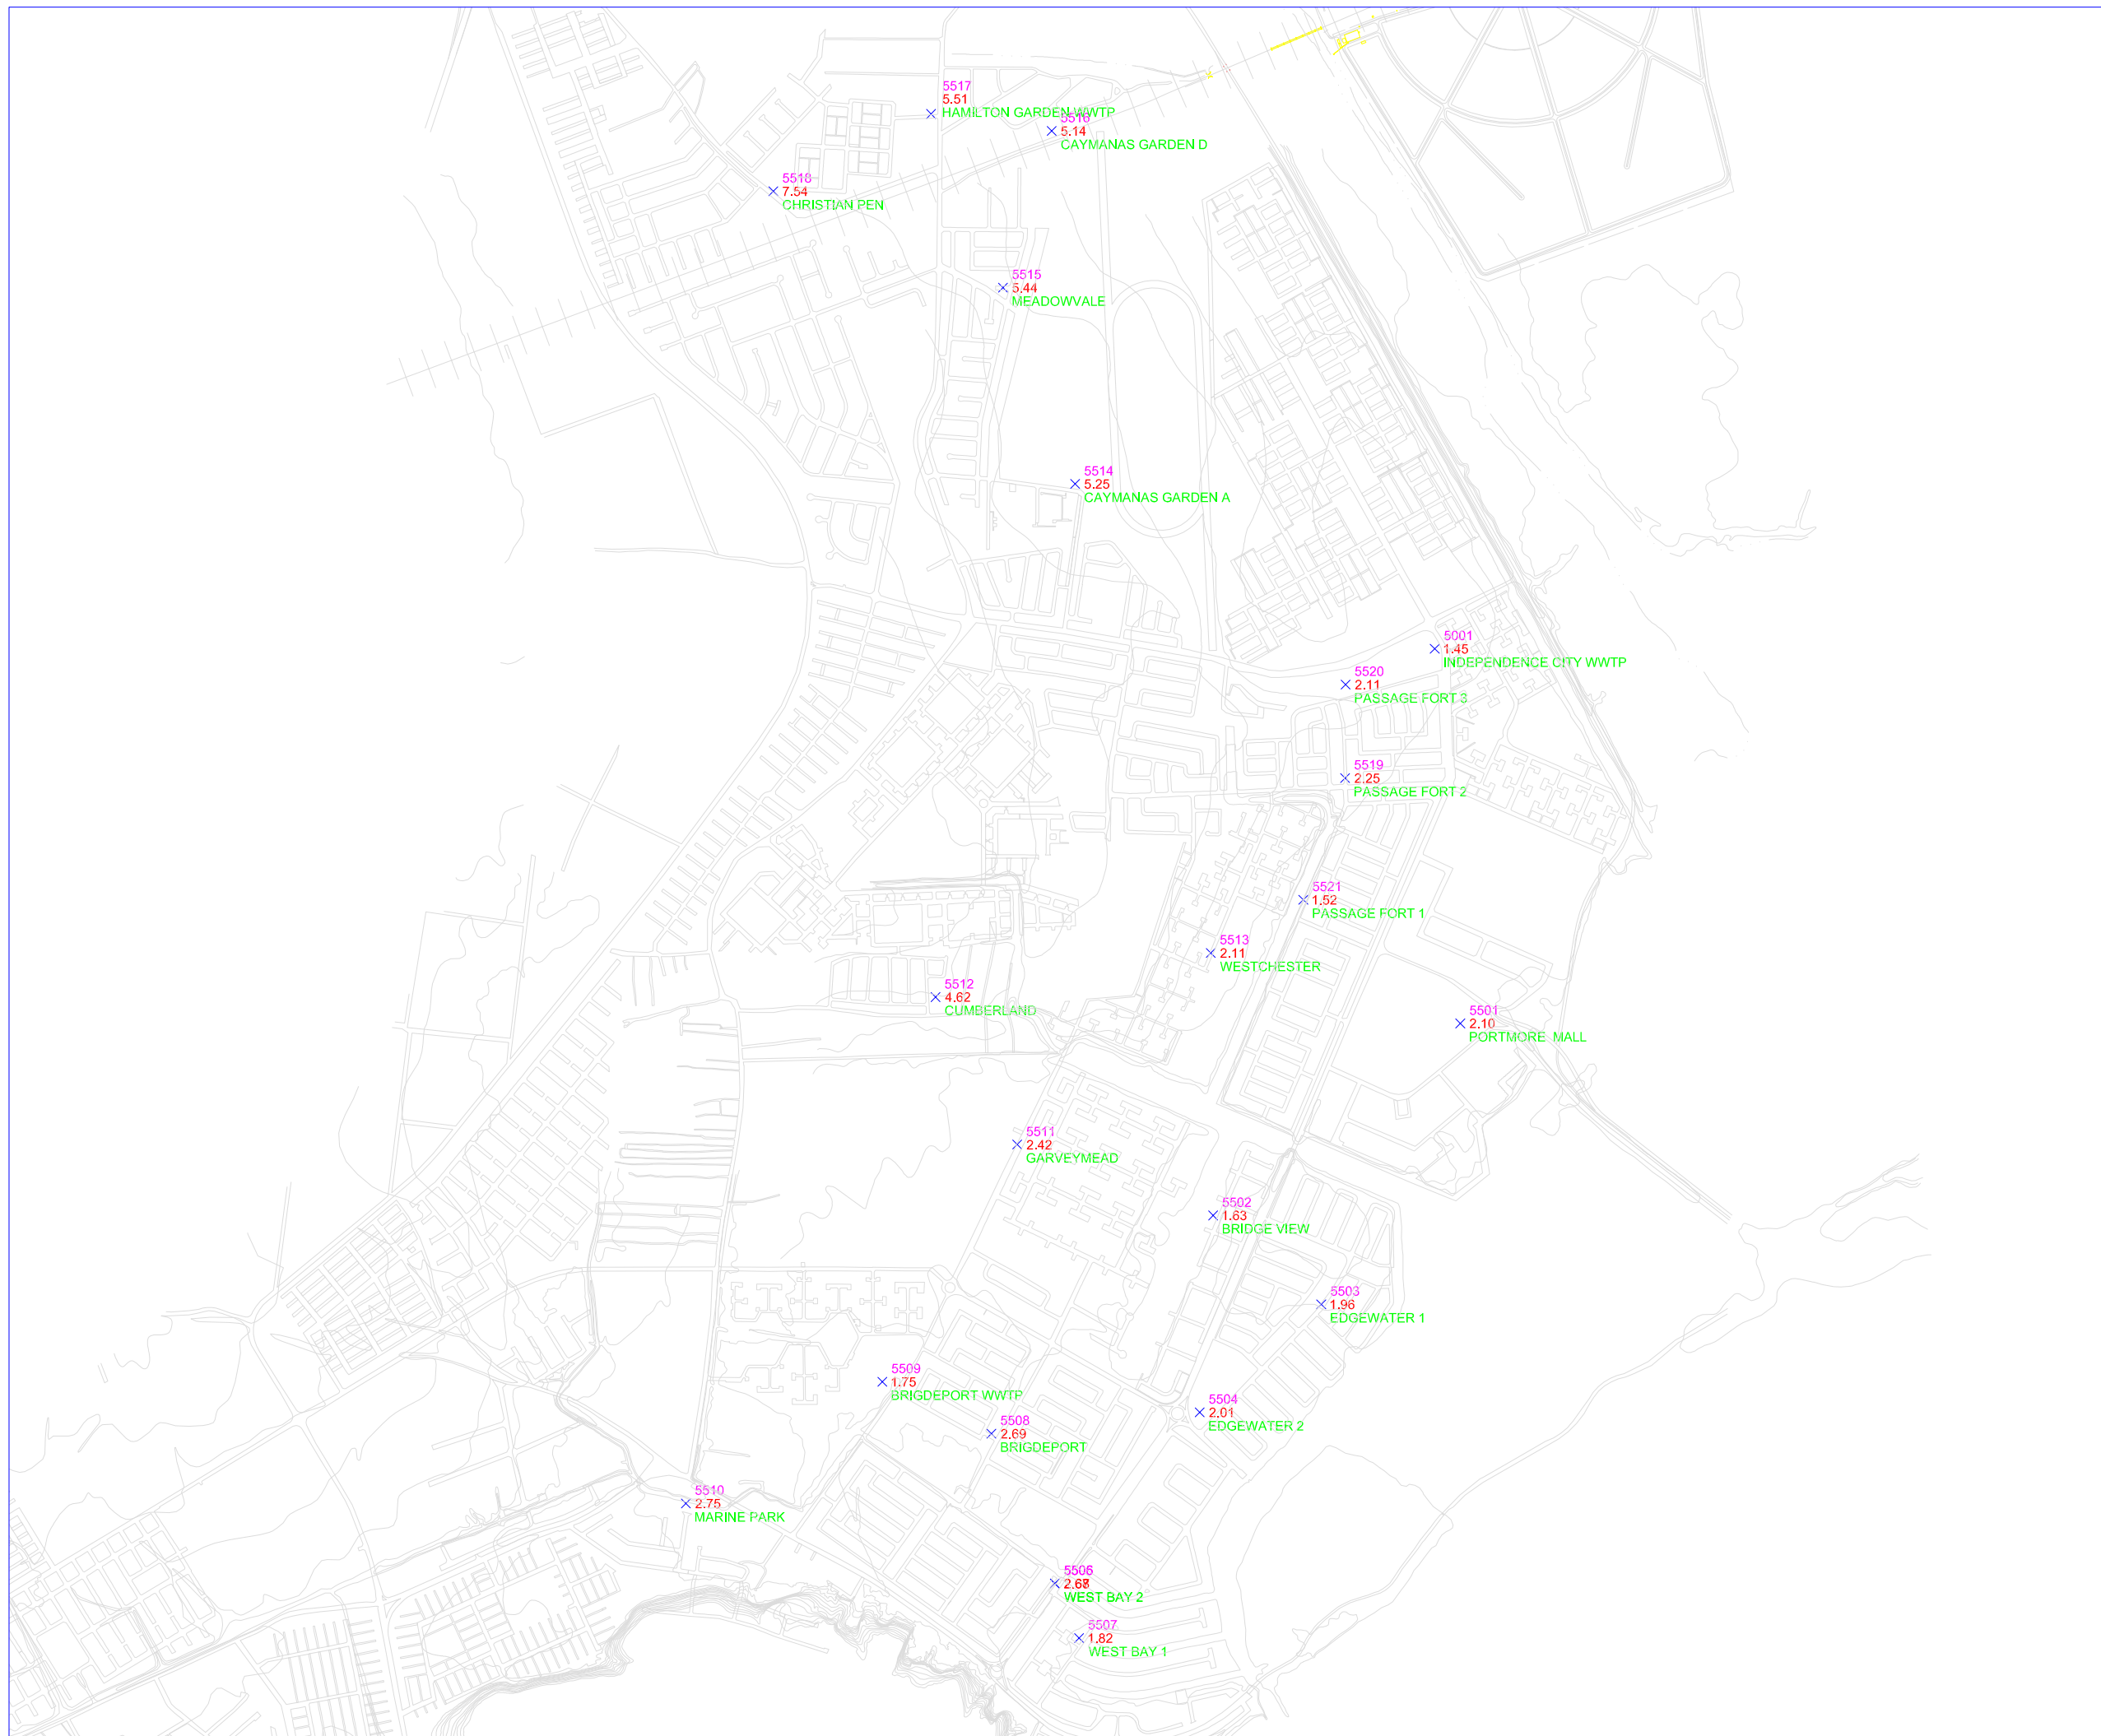 5517
5.51
HAMILTON GARDEN WWTP
5516
5.14
CAYMANAS GARDEN D
5518
7.54
CHRISTIAN PEN
5515
5.44
MEADOWVALE
5514
5.25
CAYMANAS GARDEN A
5001
1.45
INDEPENDENCE CITY WWTP
5520
2.11
PASSAGE FORT 3
5519
2.25
PASSAGE FORT 2
5521
1.52
PASSAGE FORT 1
5513
2.11
WESTCHESTER
5512
4.62
CUMBERLAND
5501
2.10
PORTMORE MALL
5511
2.42
GARVEYMEAD
5502
1.63
BRIDGE VIEW
5503
1.96
EDGEWATER 1
5509
1.75
BRIGDEPORT WWTP
5504
2.01
EDGEWATER 2
5508
2.69
BRIGDEPORT
5510
2.75
MARINE PARK
WEST BAY 2
5507
1.82
WEST BAY 1